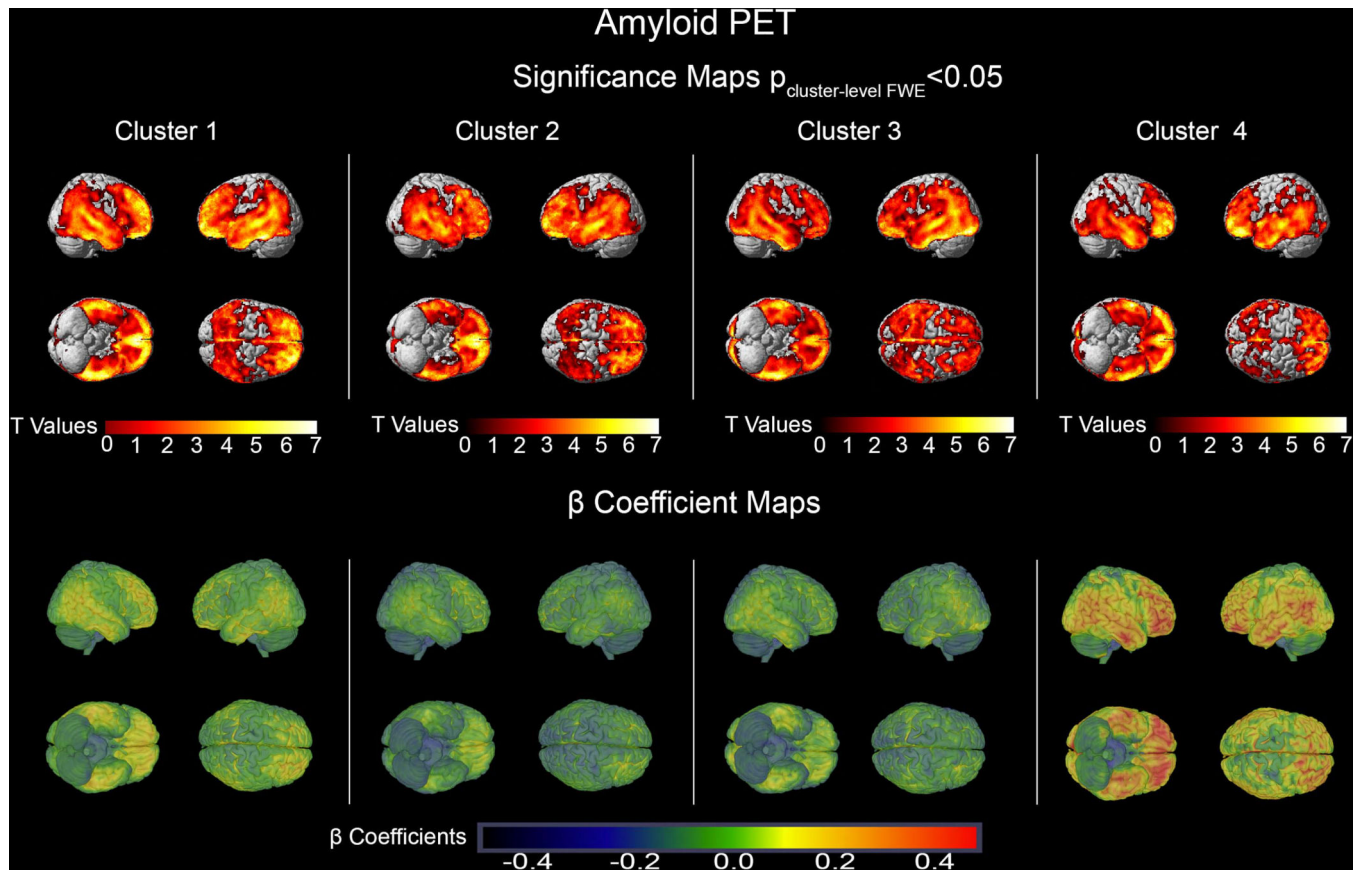 Amyloid PET
Significance Maps p cluster-level FWE<0.05
Cluster 1
Cluster 2
Cluster 3
Cluster 4
T Values
0 1 2 3 4 5 6 7
T Values
0 1 2 3 4 5 6 7
T Values
0 1 2 3 4 5 6 7
T Values
0 1 2 3 4 5 6 7
β Coefficient Maps
β Coefficients
-0.4 -0.2 0.0 0.2 0.4